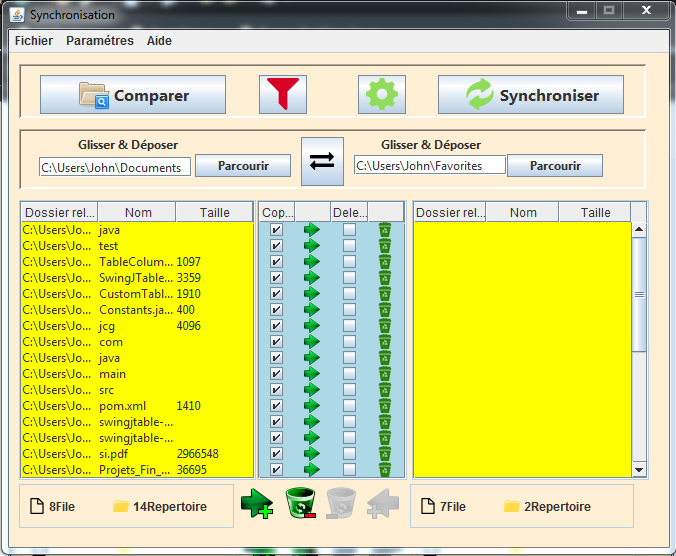 Synchronisation
Fichier Paramétres Aide
Comparer Synchroniser
Glisser & Déposer Glisser & Déposer
C:\Users\John\Documents Parcourir C:\Users\John\Favorites Parcourir
Dossier rel... Nom Taille Cop... Dele... Dossier rel... Nom Taille
C:\Users\Jo... java
C:\Users\Jo... test
C:\Users\Jo... TableColum... 1097
C:\Users\Jo... SwingJTable... 3359
C:\Users\Jo... CustomTabl... 1910
C:\Users\Jo... Constants.ja... 400
C:\Users\Jo... jcg 4096
C:\Users\Jo... com
C:\Users\Jo... java
C:\Users\Jo... main
C:\Users\Jo... src
C:\Users\Jo... pom.xml 1410
C:\Users\Jo... swingjtable-...
C:\Users\Jo... swingjtable-...
C:\Users\Jo... si.pdf 2966548
C:\Users\Jo... Projets_Fin_... 36695
8File 14Repertoire 7File 2Repertoire